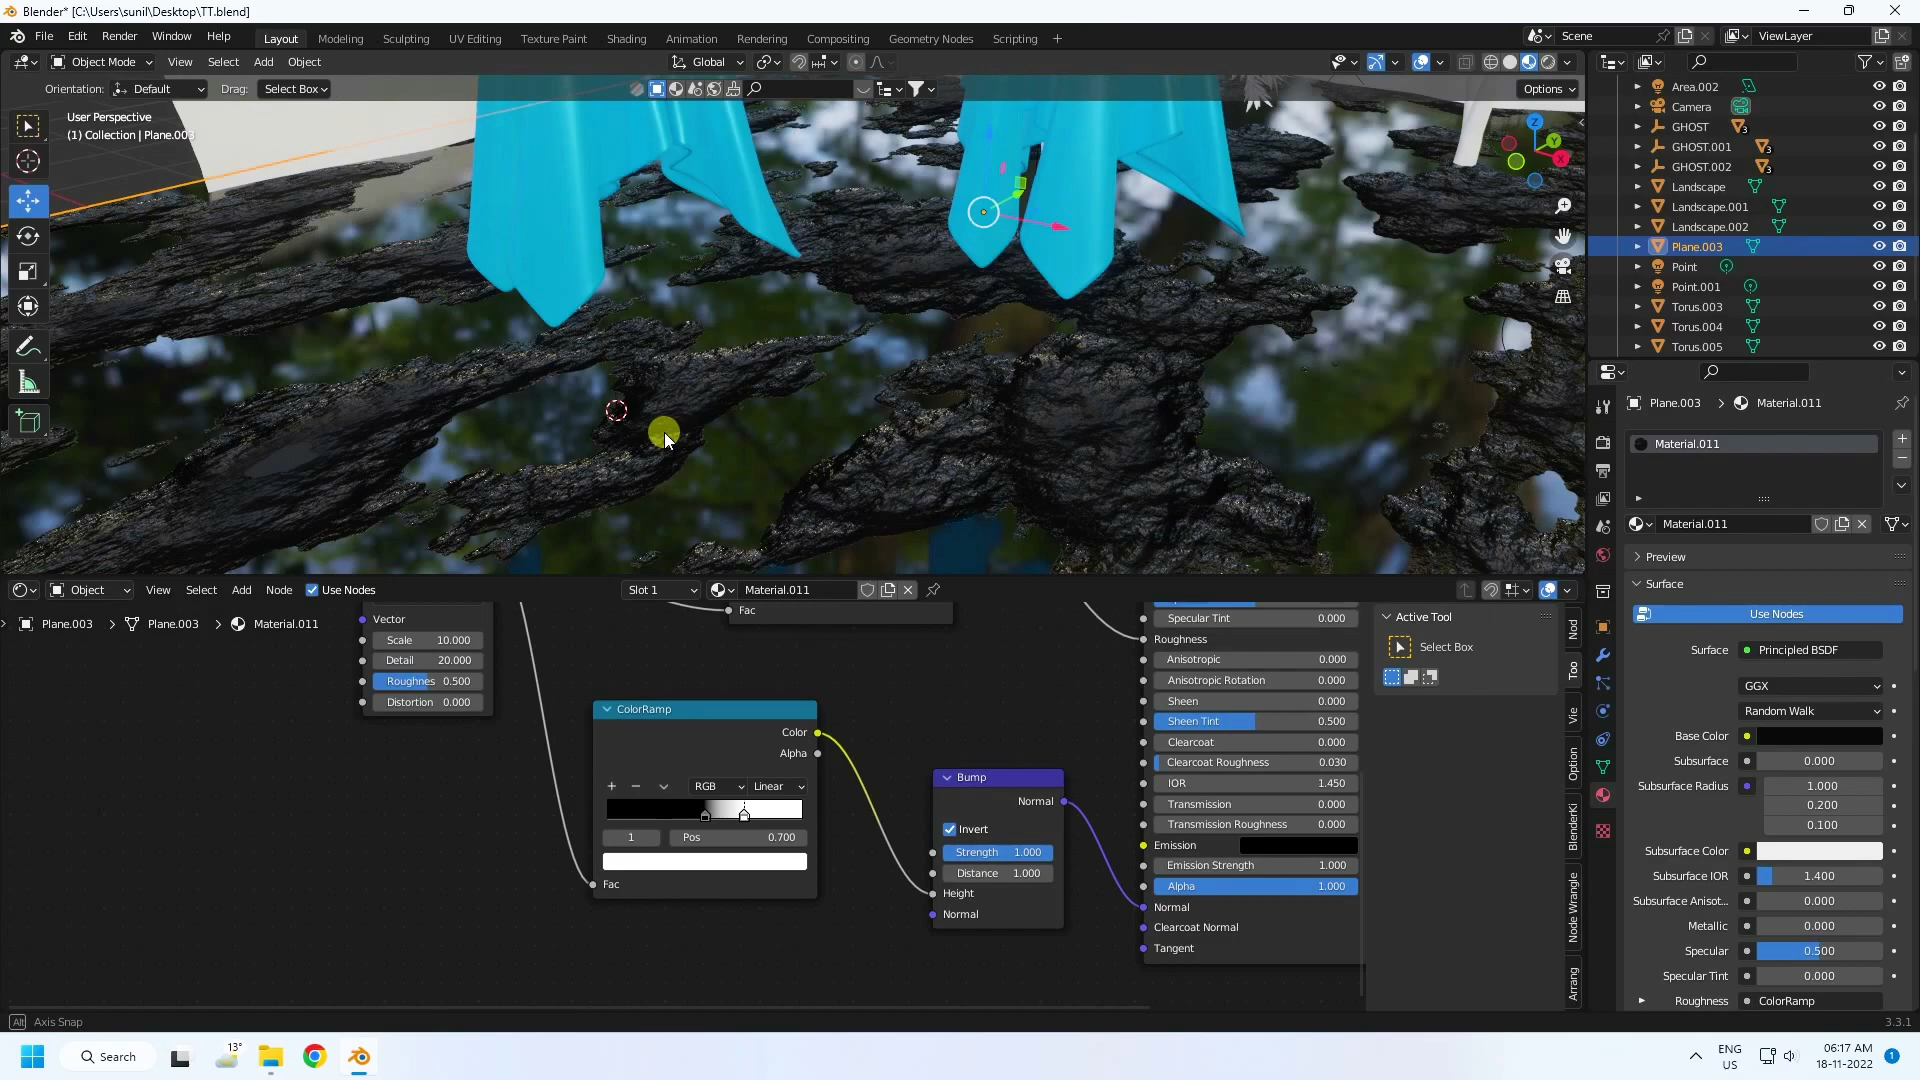 Blender* [C:\Users\sunil\Desktop\TT.blend]
File Edit Render Window Help Layout Modeling Sculpting UV Editing Texture Paint Shading Animation Rendering Compositing Geometry Nodes Scripting Scene ViewLayer
Object Mode View Select Add Object Global
Orientation: Default Drag: Select Box Options
User Perspective
(1) Collection | Plane.003
Z
Y
X
Area.002
Camera
GHOST 3
GHOST.001 3
GHOST.002 3
Landscape
Landscape.001
Landscape.002
Plane.003
Point
Point.001
Torus.003
Torus.004
Torus.005
Plane.003 Material.011
Material.011
Material.011
Preview
Surface
Use Nodes
Surface Principled BSDF
GGX
Random Walk
Base Color
Subsurface 0.000
Subsurface Radius 1.000
0.200
0.100
Subsurface Color
Subsurface IOR 1.400
Subsurface Anisot... 0.000
Metallic 0.000
Specular 0.500
Specular Tint 0.000
Roughness ColorRamp
Object View Select Add Node Use Nodes Slot 1 Material.011
Plane.003 Plane.003 Material.011
Vector
Scale 10.000
Detail 20.000
Roughnes 0.500
Distortion 0.000
Fac
ColorRamp
Color
Alpha
RGB Linear
1 Pos 0.700
Fac
Bump
Normal
Invert
Strength 1.000
Distance 1.000
Height
Normal
Specular Tint 0.000
Roughness
Anisotropic 0.000
Anisotropic Rotation 0.000
Sheen 0.000
Sheen Tint 0.500
Clearcoat 0.000
Clearcoat Roughness 0.030
IOR 1.450
Transmission 0.000
Transmission Roughness 0.000
Emission
Emission Strength 1.000
Alpha 1.000
Normal
Clearcoat Normal
Tangent
Active Tool
Select Box
Nod
Too
Vie
Option
BlenderKi
Node Wrangle
Arrang
Alt Axis Snap 3.3.1
Search 13° ENG
US
06:17 AM
18-11-2022 1